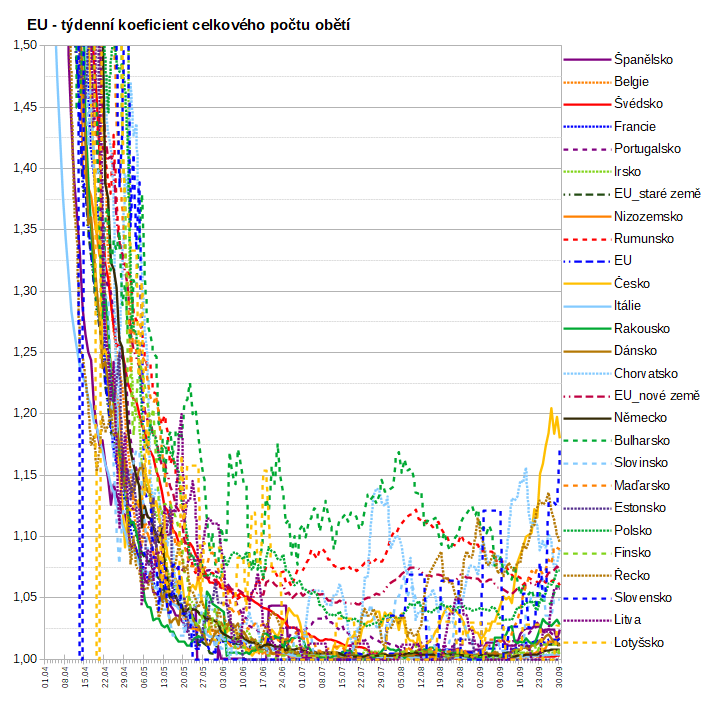 EU - týdenní koeficient celkového počtu obětí
1,50
1,45
1,40
1,35
1,30
1,25
1,20
1,15
1,10
1,05
1,00
01.04
08.04
15.04
22.04
29.04
06.05
13.05
20.05
27.05
03.06
10.06
17.06
24.06
01.07
08.07
15.07
22.07
29.07
05.08
12.08
19.08
26.08
02.09
09.09
16.09
23.09
30.09
Španělsko
Belgie
Švédsko
Francie
Portugalsko
Irsko
EU_staré země
Nizozemsko
Rumunsko
EU
Česko
Itálie
Rakousko
Dánsko
Chorvatsko
EU_nové země
Německo
Bulharsko
Slovinsko
Maďarsko
Estonsko
Polsko
Finsko
Řecko
Slovensko
Litva
Lotyšsko